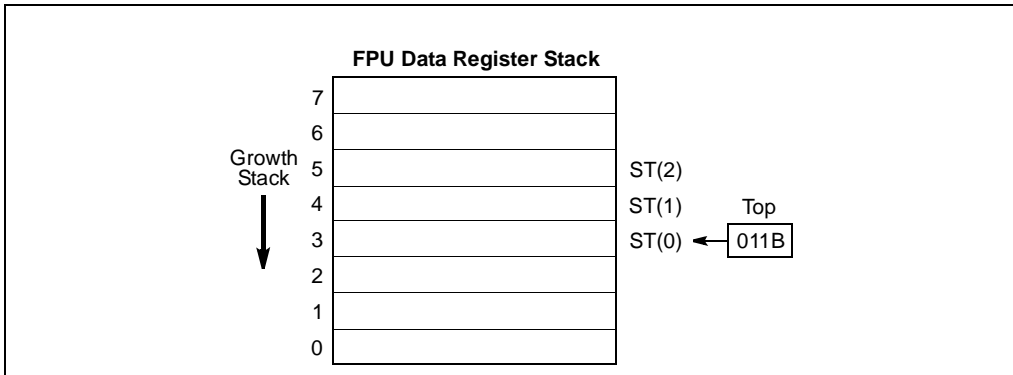 FPU Data Register Stack
7
6
Growth
Stack
5
ST(2)
4
ST(1)
Top
3
ST(0)
011B
2
1
0